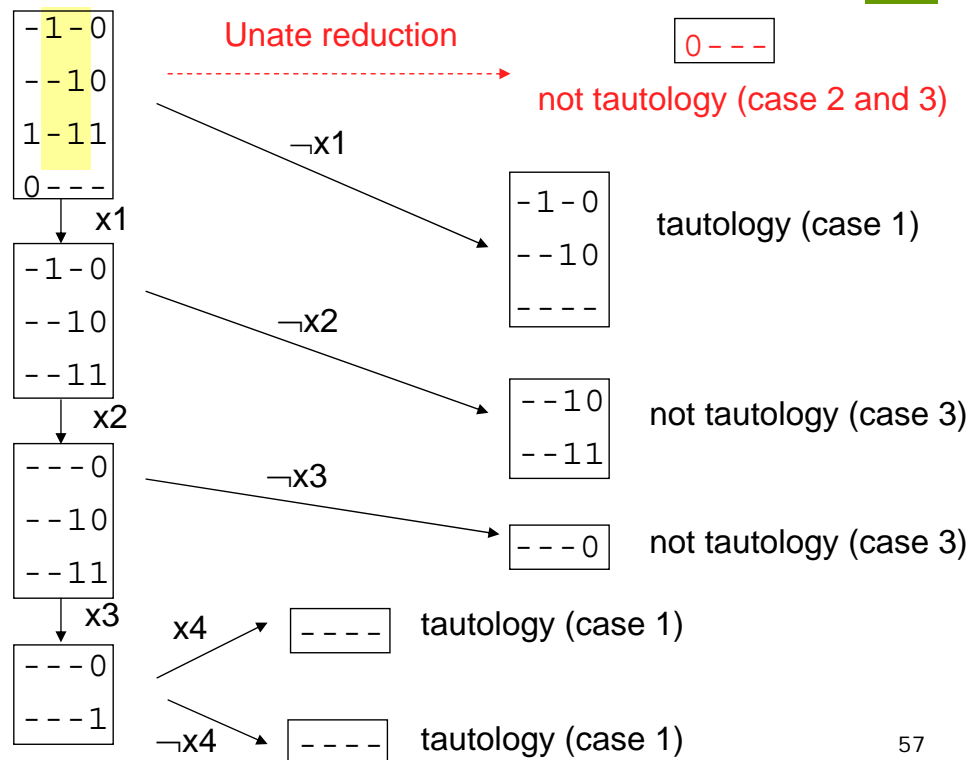 -1-0
--10
1-11
0---
Unate reduction
0---
not tautology (case 2 and 3)
¬x1
x1
-1-0
--10
----
tautology (case 1)
-1-0
--10
--11
¬x2
x2
--10
--11
not tautology (case 3)
---0
--10
--11
¬x3
x3
---0
not tautology (case 3)
---0
---1
x4
----
tautology (case 1)
¬x4
----
tautology (case 1)
57